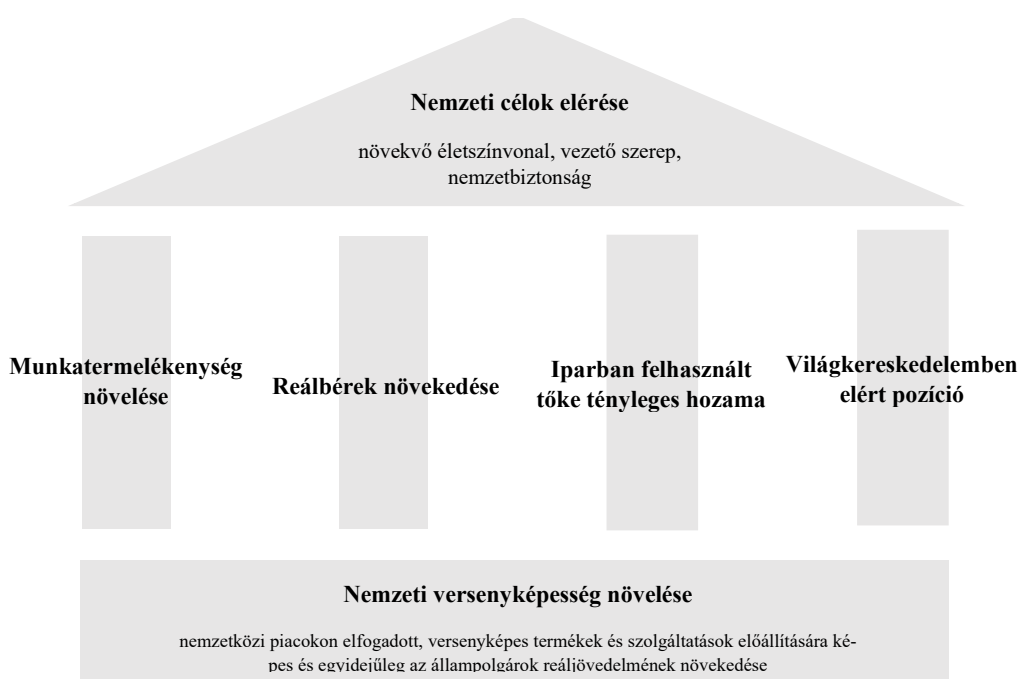 Nemzeti célok elérése
növekvő életszínvonal, vezető szerep,
nemzetbiztonság
Munkatermelékenység
növelése
Reálbérek növekedése
Iparban felhasznált
tőke tényleges hozama
Világkereskedelemben
elért pozíció
Nemzeti versenyképesség növelése
nemzetközi piacokon elfogadott, versenyképes termékek és szolgáltatások előállítására ké-
pes és egyidejűleg az állampolgárok reáljövedelmének növekedése